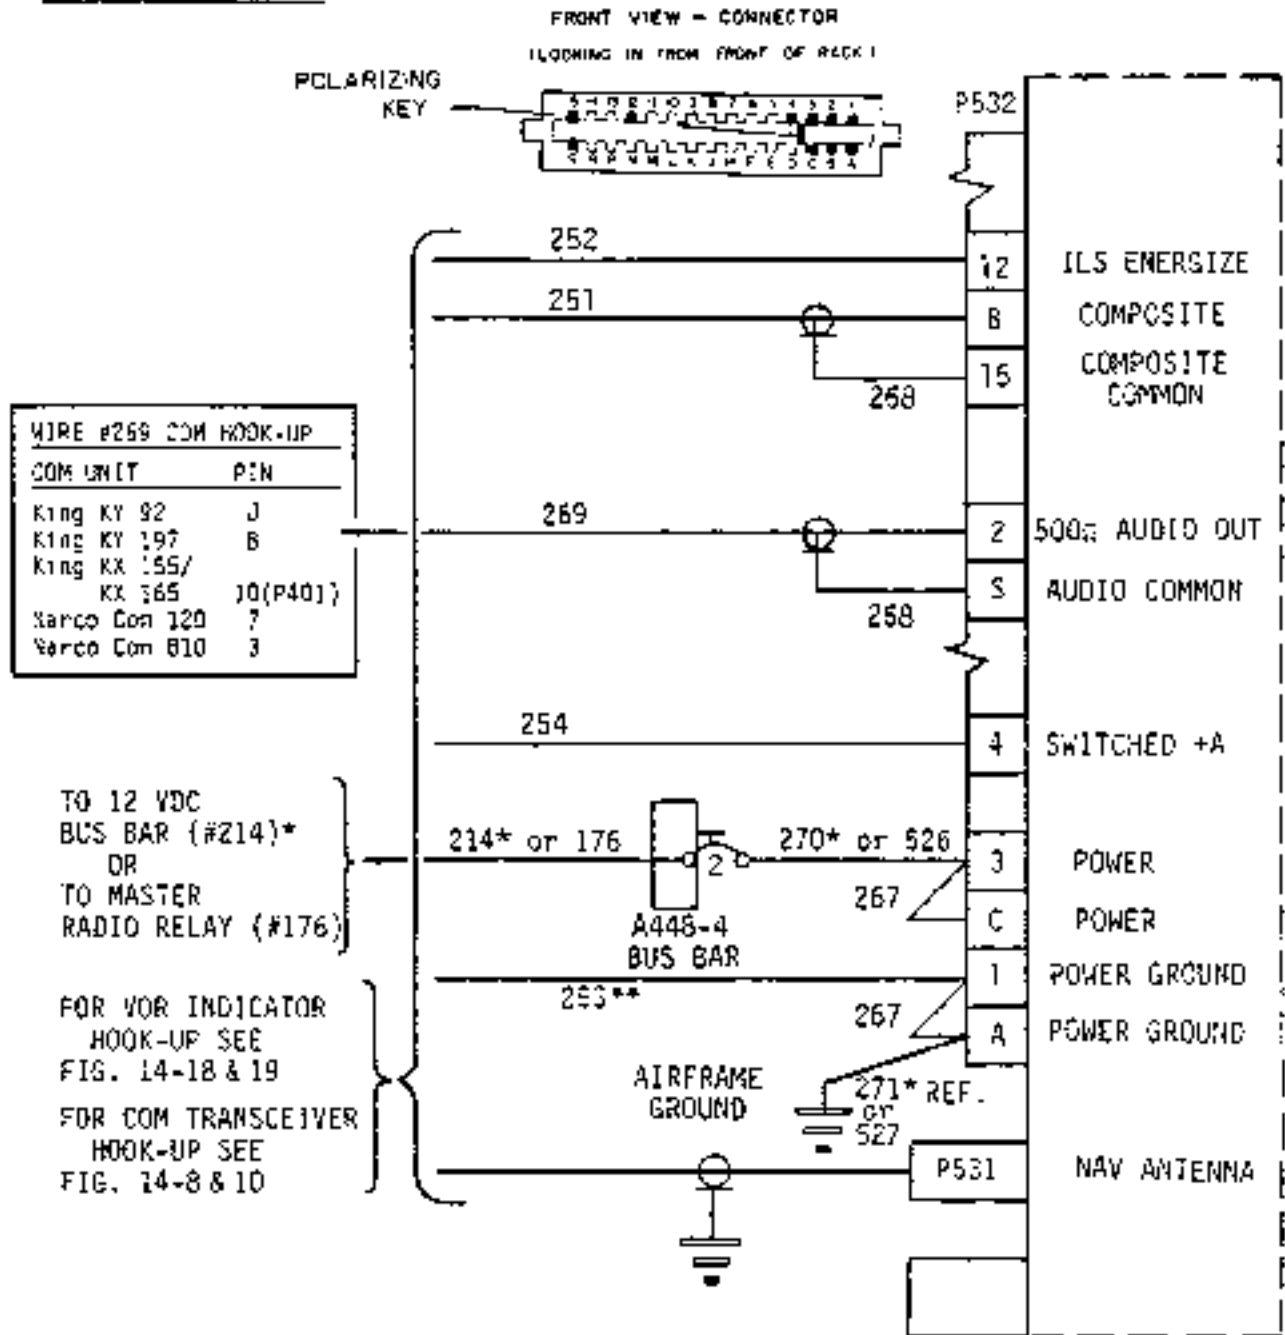 FRONT VIEW - CONNECTOR
(LOOKING IN FROM FRONT OF RACK)
POLARIZING
KEY
P532
252
12 ILS ENERGIZE
251
B COMPOSITE
268
15 COMPOSITE
COMMON
WIRE #269 COM HOOK-UP
COM UNIT PIN
King KY 92 J
King KY 197 B
King KX 155/
KX 165 10(P401)
Narco Com 120 7
Narco Com 810 3
269
2 500Ω AUDIO OUT
268
S AUDIO COMMON
254
4 SWITCHED +A
TO 12 VDC
BUS BAR (#214)*
OR
TO MASTER
RADIO RELAY (#176)
214* or 176
2
270* or 526
3 POWER
267
C POWER
A448-4
BUS BAR
1 POWER GROUND
267
A POWER GROUND
FOR VOR INDICATOR
HOOK-UP SEE
FIG. 14-18 & 19
AIRFRAME
GROUND
271* REF.
or
527
FOR COM TRANSCEIVER
HOOK-UP SEE
FIG. 14-8 & 10
P531 NAV ANTENNA